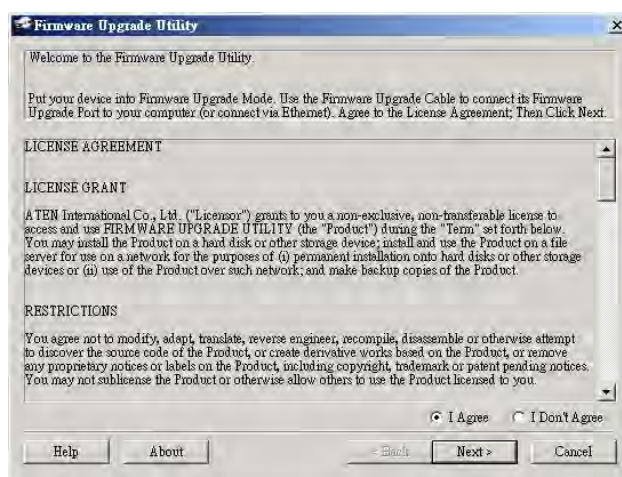 Firmware Upgrade Utility
Welcome to the Firmware Upgrade Utility.
Put your device into Firmware Upgrade Mode. Use the Firmware Upgrade Cable to connect its Firmware
Upgrade Port to your computer (or connect via Ethernet). Agree to the License Agreement; Then Click Next.
LICENSE AGREEMENT
LICENSE GRANT
ATEN International Co., Ltd. ("Licensor") grants to you a non-exclusive, non-transferable license to
access and use FIRMWARE UPGRADE UTILITY (the "Product") during the "Term" set forth below.
You may install the Product on a hard disk or other storage device; install and use the Product on a file
server for use on a network for the purposes of (i) permanent installation onto hard disks or other storage
devices or (ii) use of the Product over such network; and make backup copies of the Product.
RESTRICTIONS
You agree not to modify, adapt, translate, reverse engineer, recompile, disassemble or otherwise attempt
to discover the source code of the Product, or create derivative works based on the Product, or remove
any proprietary notices or labels on the Product, including copyright, trademark or patent pending notices.
You may not sublicense the Product or otherwise allow others to use the Product licensed to you.
I Agree I Don't Agree
Help About < Back Next > Cancel